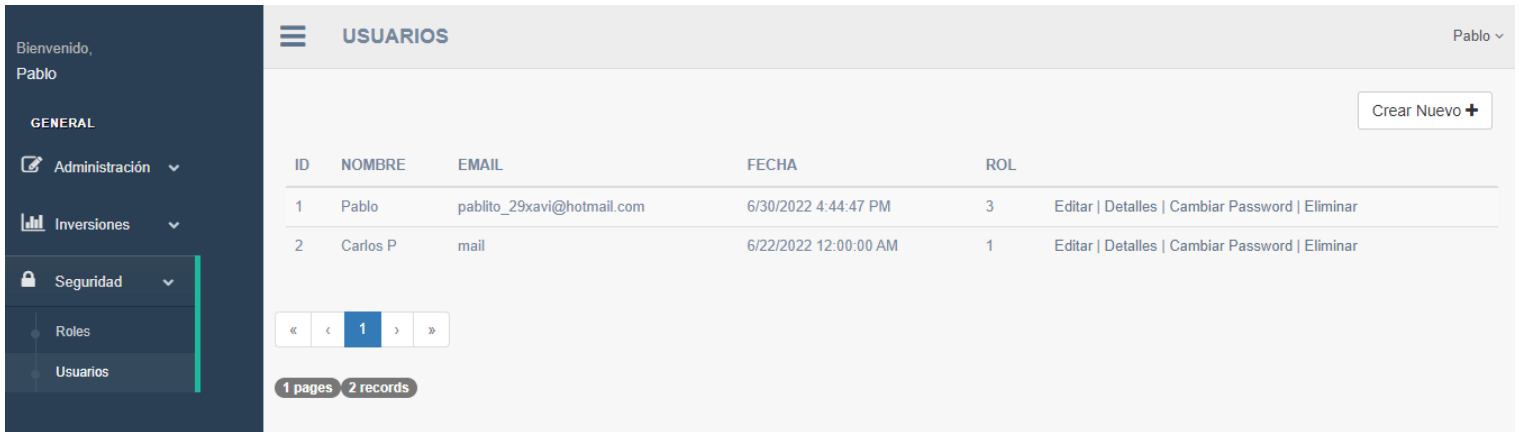 Bienvenido,
Pablo
GENERAL
Administración
Inversiones
Seguridad
Roles
Usuarios
USUARIOS
Pablo
Crear Nuevo
ID NOMBRE EMAIL FECHA ROL
1 Pablo pablito_29xavi@hotmail.com 6/30/2022 4:44:47 PM 3 Editar | Detalles | Cambiar Password | Eliminar
2 Carlos P mail 6/22/2022 12:00:00 AM 1 Editar | Detalles | Cambiar Password | Eliminar
« ‹ 1 › »
1 pages 2 records